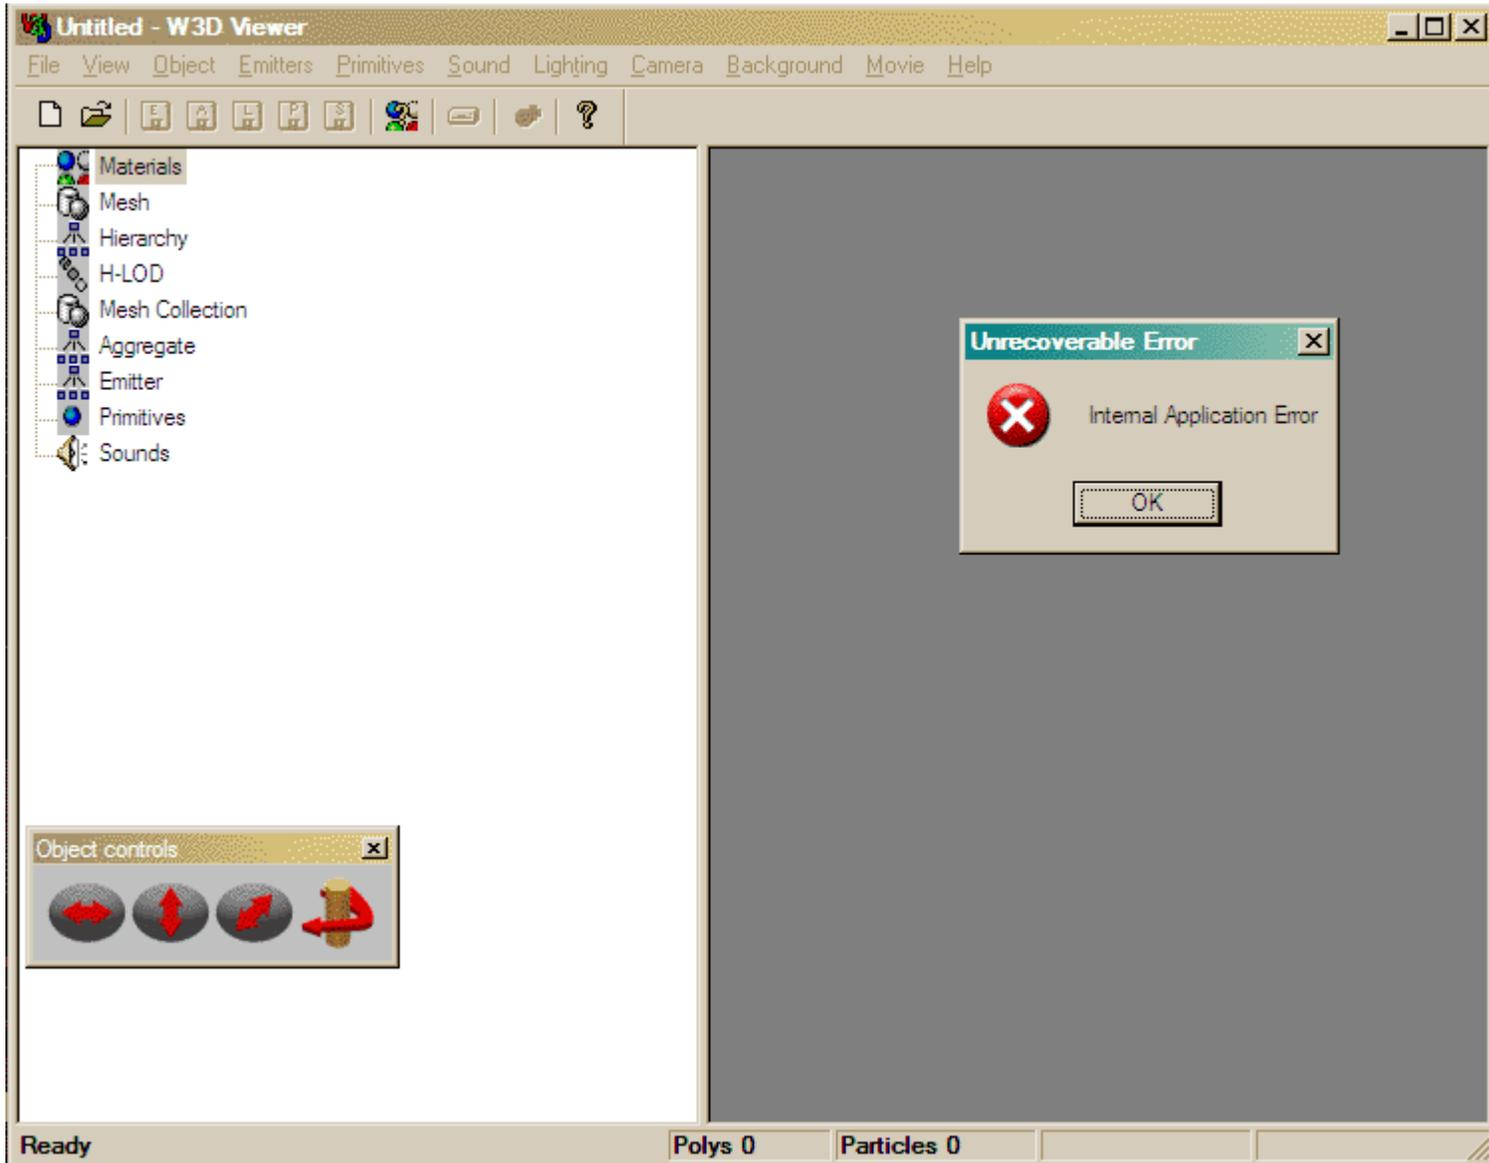 Untitled - W3D Viewer
File View Object Emitters Primitives Sound Lighting Camera Background Movie Help
E A L P S
Materials
Mesh
Hierarchy
H-LOD
Mesh Collection
Aggregate
Emitter
Primitives
Sounds
Unrecoverable Error
Internal Application Error
OK
Object controls
Ready Polys 0 Particles 0